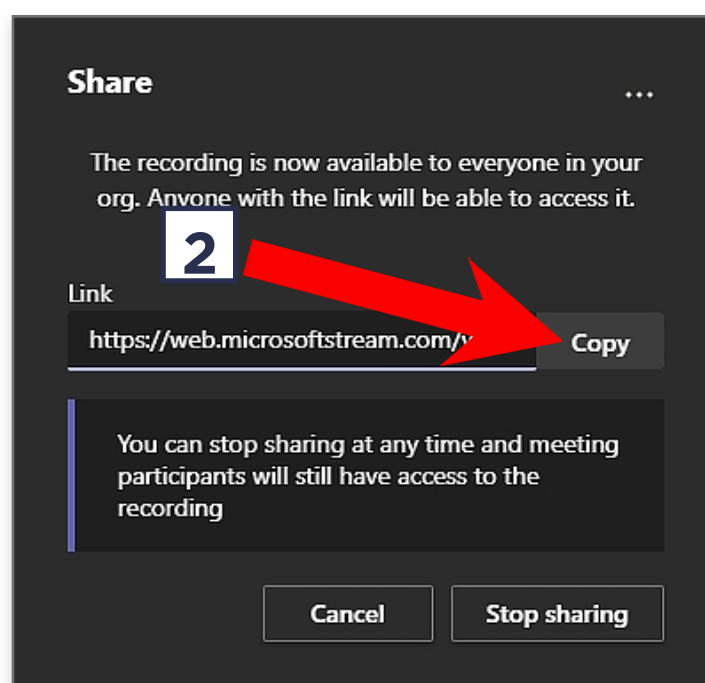 Share
...
The recording is now available to everyone in your
org. Anyone with the link will be able to access it.
2
Link
https://web.microsoftstream.com/v
Copy
You can stop sharing at any time and meeting
participants will still have access to the
recording
Cancel
Stop sharing